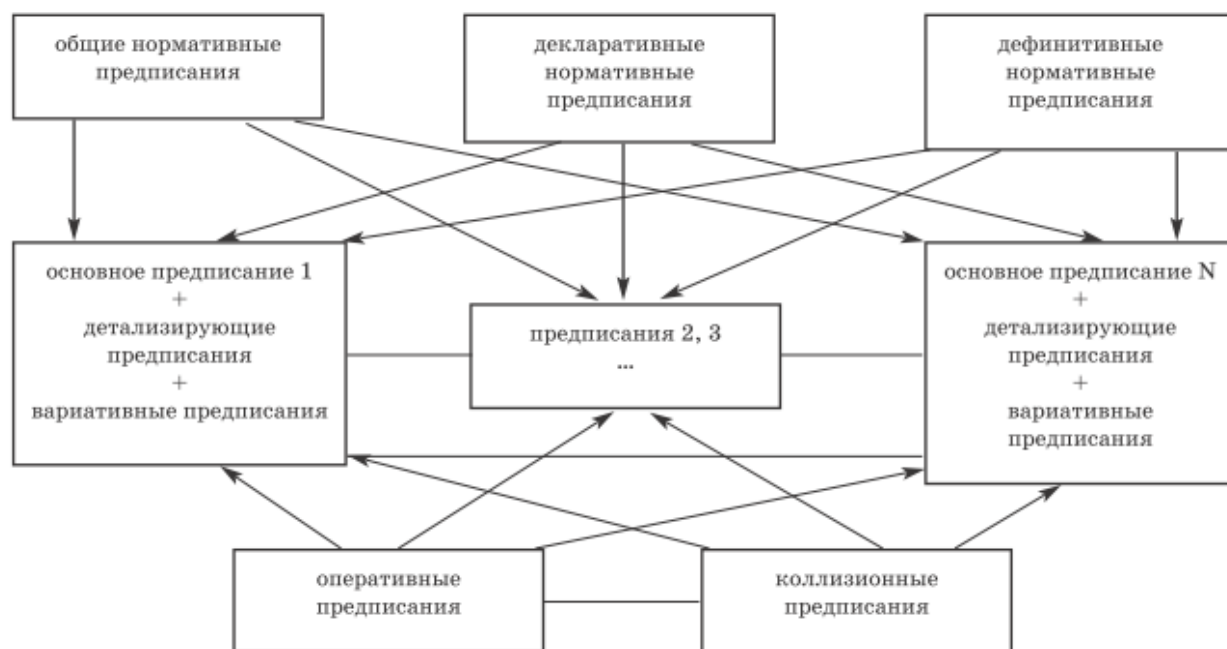 общие нормативные
предписания
декларативные
нормативные
предписания
дефинитивные
нормативные
предписания
основное предписание 1
+
детализирующие
предписания
+
вариативные предписания
предписания 2, 3
...
основное предписание N
+
детализирующие
предписания
+
вариативные
предписания
оперативные
предписания
коллизионные
предписания